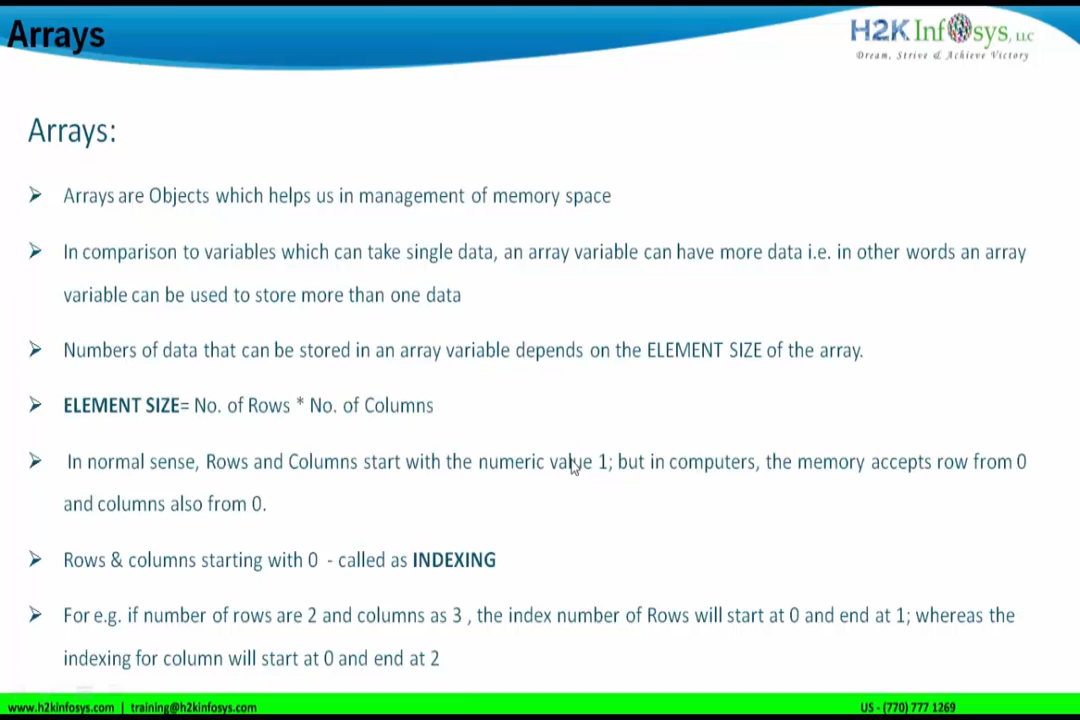 Arrays
H2K Infosys, LLC
Dream, Strive & Achieve Victory
Arrays:
➢ Arrays are Objects which helps us in management of memory space
➢ In comparison to variables which can take single data, an array variable can have more data i.e. in other words an array
variable can be used to store more than one data
➢ Numbers of data that can be stored in an array variable depends on the ELEMENT SIZE of the array.
➢ ELEMENT SIZE= No. of Rows * No. of Columns
➢ In normal sense, Rows and Columns start with the numeric value 1; but in computers, the memory accepts row from 0
and columns also from 0.
➢ Rows & columns starting with 0 - called as INDEXING
➢ For e.g. if number of rows are 2 and columns as 3 , the index number of Rows will start at 0 and end at 1; whereas the
indexing for column will start at 0 and end at 2
www.h2kinfosys.com | training@h2kinfosys.com US - (770) 777 1269